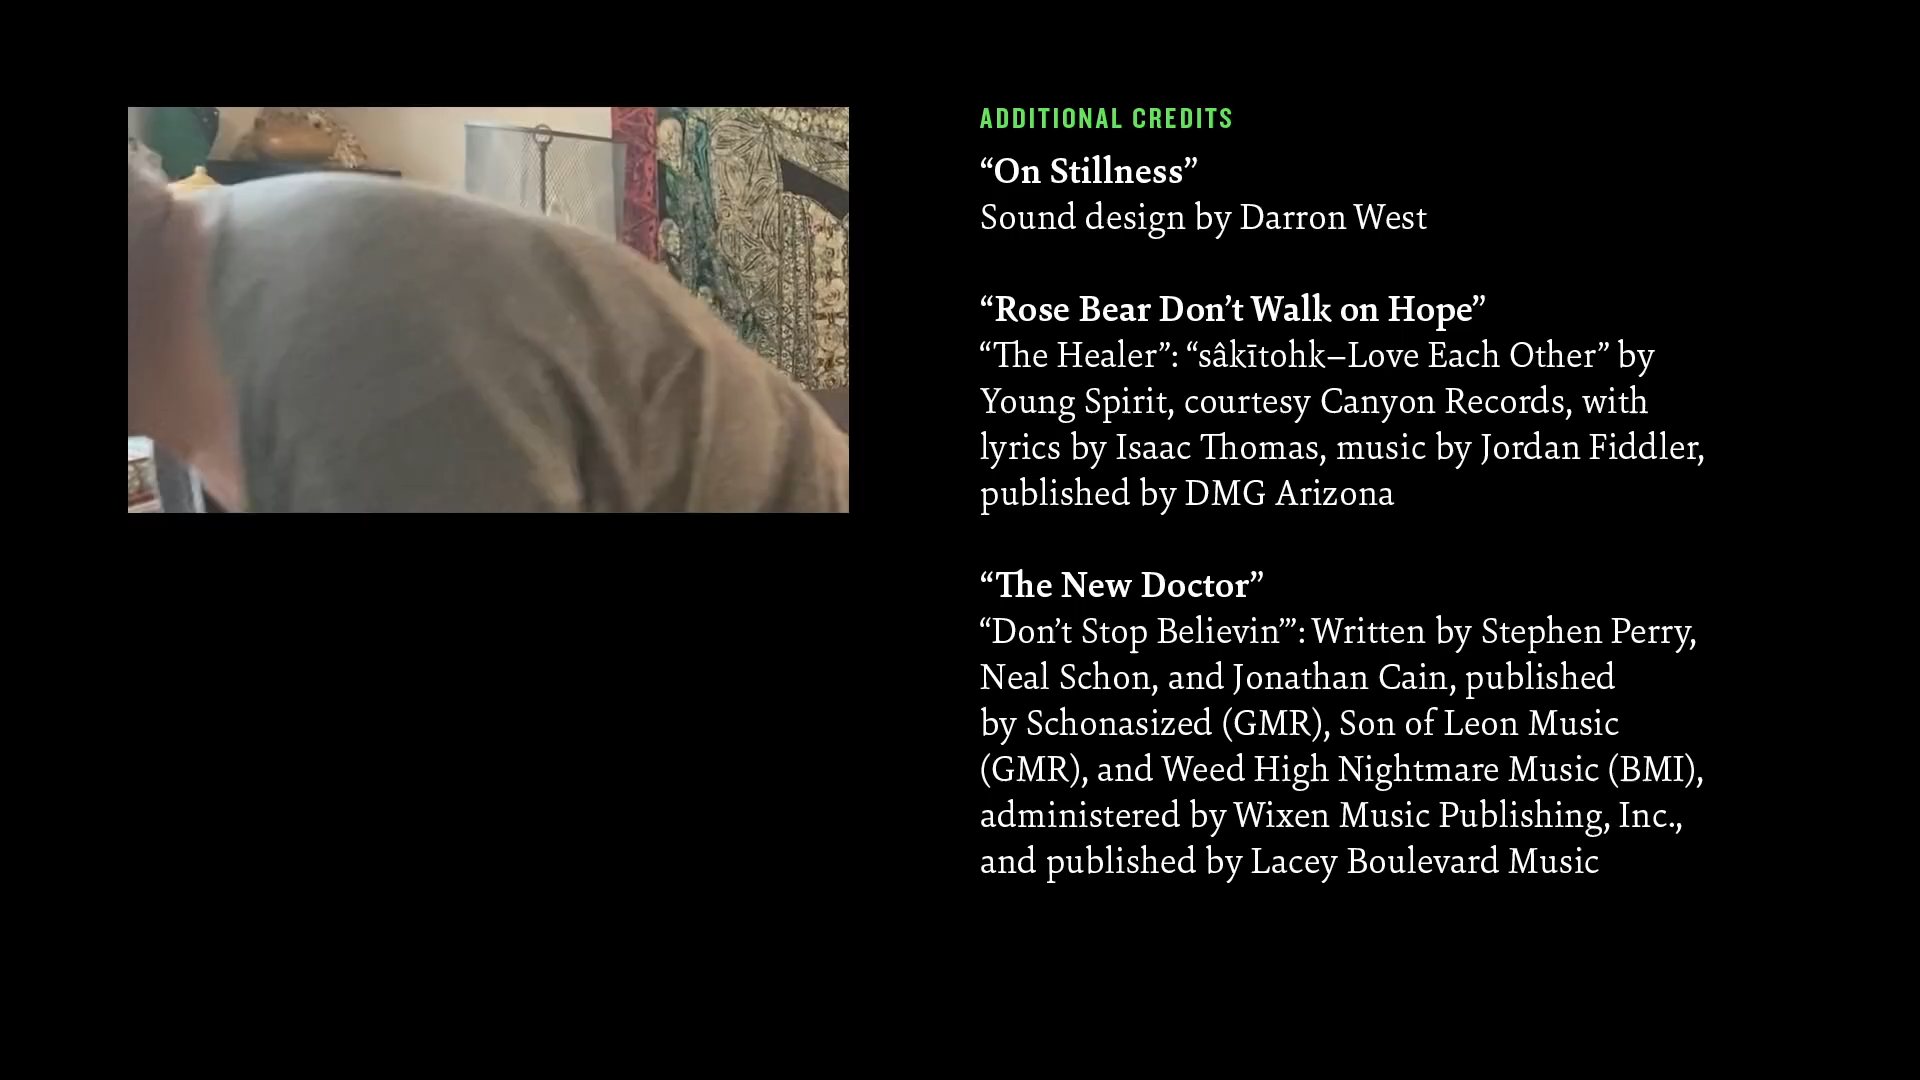 ADDITIONAL CREDITS
“On Stillness”
Sound design by Darron West
“Rose Bear Don’t Walk on Hope”
“The Healer”: “sâkītohk–Love Each Other” by
Young Spirit, courtesy Canyon Records, with
lyrics by Isaac Thomas, music by Jordan Fiddler,
published by DMG Arizona
“The New Doctor”
“Don’t Stop Believin’”: Written by Stephen Perry,
Neal Schon, and Jonathan Cain, published
by Schonasized (GMR), Son of Leon Music
(GMR), and Weed High Nightmare Music (BMI),
administered by Wixen Music Publishing, Inc.,
and published by Lacey Boulevard Music